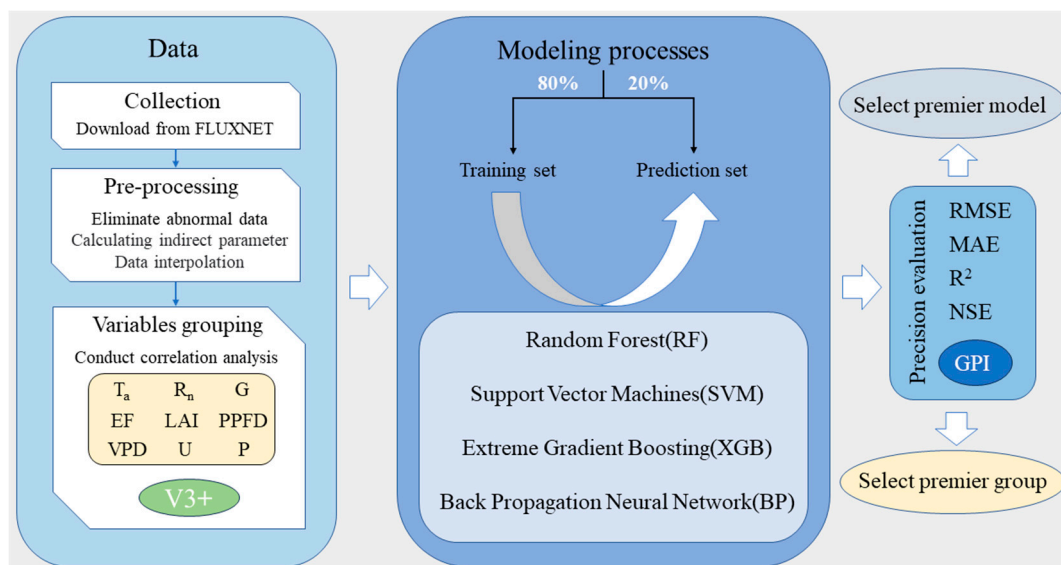 Data
Collection
Download from FLUXNET
Pre-processing
Eliminate abnormal data
Calculating indirect parameter
Data interpolation
Variables grouping
Conduct correlation analysis
Ta Rn G
EF LAI PPFD
VPD U P
V3+
Modeling processes
80% 20%
Training set Prediction set
Random Forest(RF)
Support Vector Machines(SVM)
Extreme Gradient Boosting(XGB)
Back Propagation Neural Network(BP)
Select premier model
Precision evaluation
RMSE
MAE
R²
NSE
GPI
Select premier group